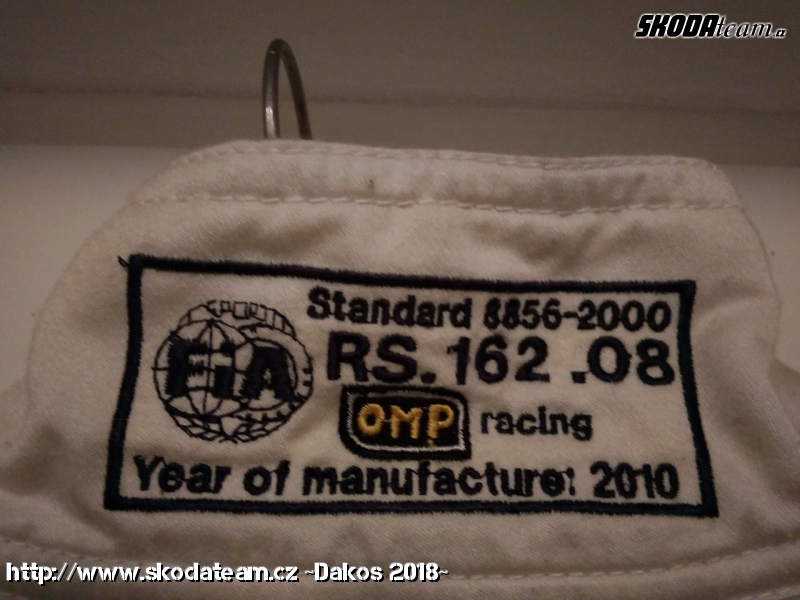 SKODAteam.cz
Standard 8856-2000
FIA
RS.162.08
OMP racing
Year of manufacture: 2010
http://www.skodateam.cz ~Dakos 2018~